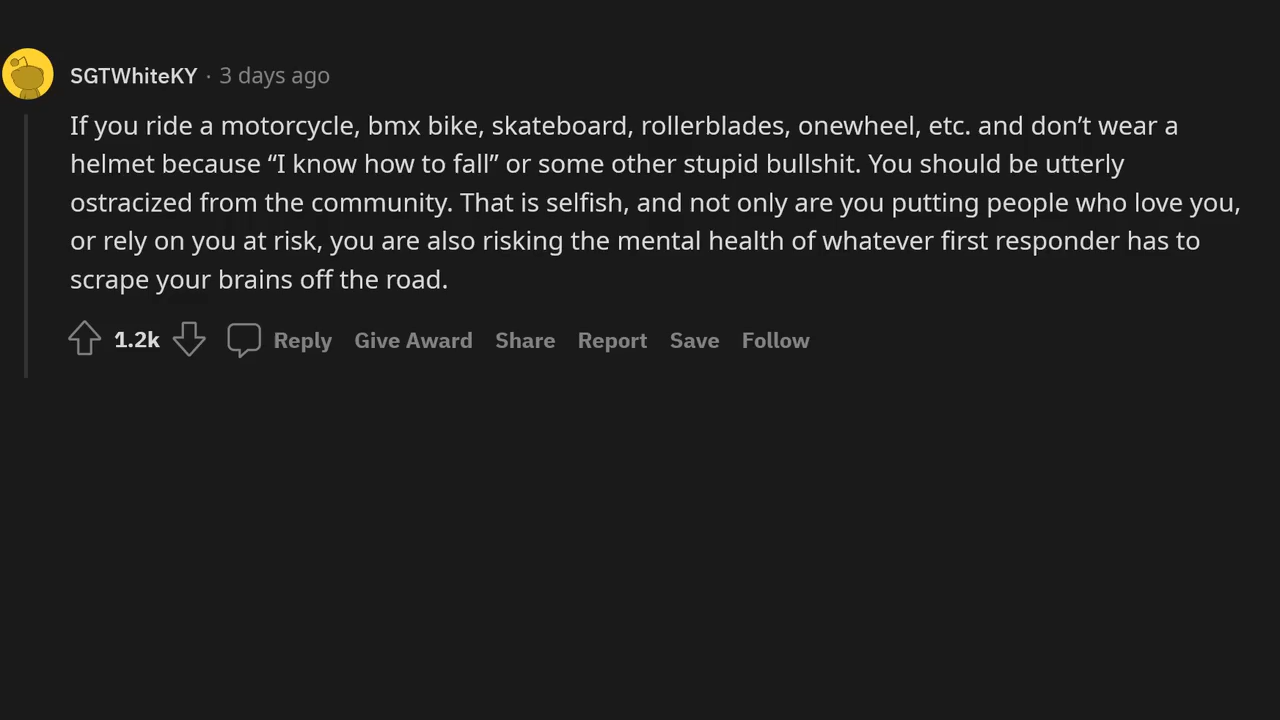 SGTWhiteKY · 3 days ago
If you ride a motorcycle, bmx bike, skateboard, rollerblades, onewheel, etc. and don’t wear a
helmet because “I know how to fall” or some other stupid bullshit. You should be utterly
ostracized from the community. That is selfish, and not only are you putting people who love you,
or rely on you at risk, you are also risking the mental health of whatever first responder has to
scrape your brains off the road.
1.2k Reply Give Award Share Report Save Follow